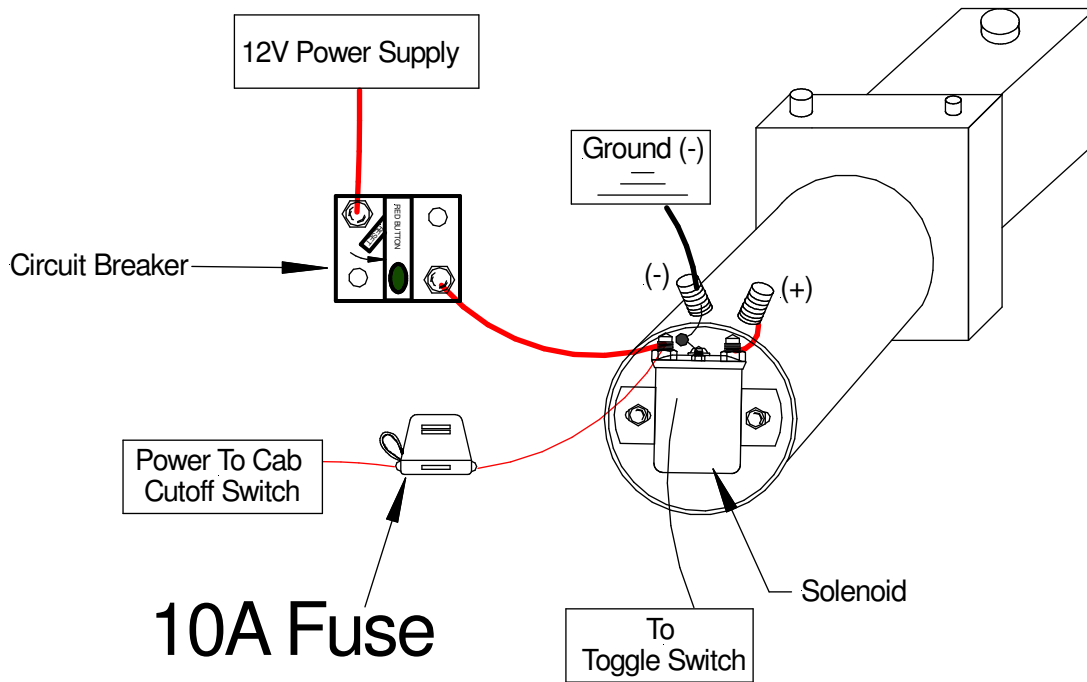 12V Power Supply
Ground (-)
RED BUTTON
RESET
Circuit Breaker
(-)
(+)
Power To Cab
Cutoff Switch
10A Fuse
Solenoid
To
Toggle Switch